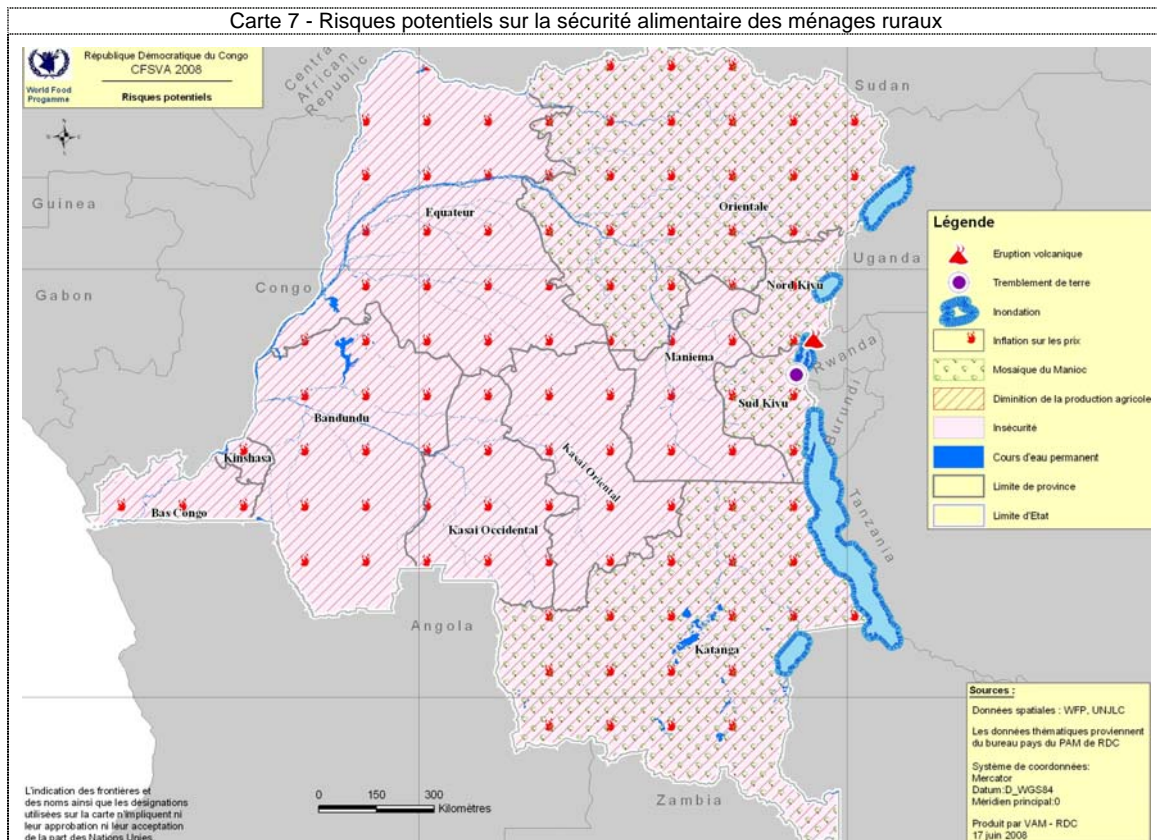 Carte 7 - Risques potentiels sur la sécurité alimentaire des ménages ruraux
World Food
Progamme
République Démocratique du Congo
CFSVA 2008
Risques potentiels
Central
African
Republic
Sudan
Guinea
Equateur
Orientale
Uganda
Gabon
Congo
Nord Kivu
Maniema
Rwanda
Bandundu
Sud Kivu
Burundi
Kinshasa
Kasai Oriental
Tanzania
Bas Congo
Kasai Occidental
Angola
Katanga
Zambia
Légende
Eruption volcanique
Tremblement de terre
Inondation
Inflation sur les prix
Mosaique du Manioc
Diminition de la production agricole
Insécurité
Cours d'eau permanent
Limite de province
Limite d'Etat
Sources :
Données spatiales : WFP, UNJLC
Les données thématiques proviennent
du bureau pays du PAM de RDC
Système de coordonnées:
Mercator
Datum:D_WGS84
Méridien principal:0
Produit par VAM - RDC
17 juin 2008
L'indication des frontières et
des noms ainsi que les désignations
utilisées sur la carte n'impliquent ni
leur approbation ni leur acceptation
de la part des Nations Unies
0 150 300
Kilomètres